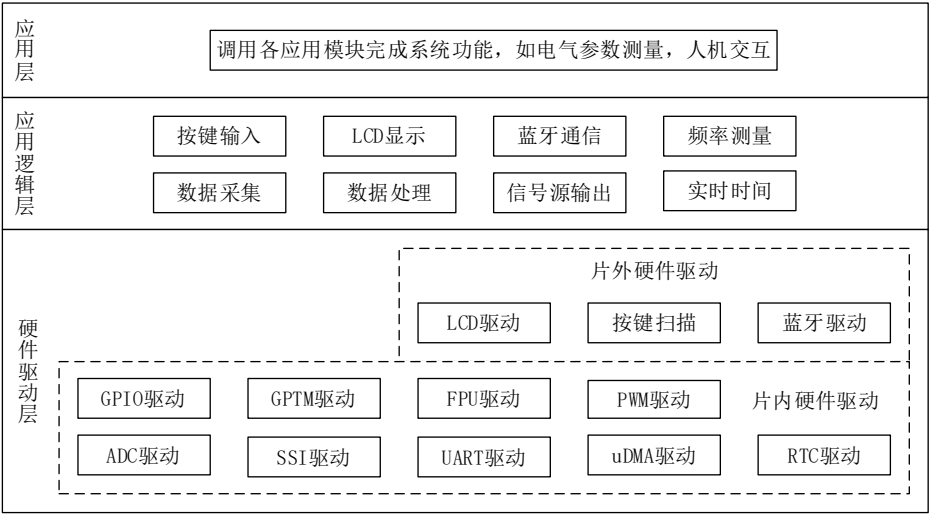 应用层
调用各应用模块完成系统功能，如电气参数测量，人机交互
应用逻辑层
按键输入
LCD显示
蓝牙通信
频率测量
数据采集
数据处理
信号源输出
实时时间
硬件驱动层
片外硬件驱动
LCD驱动
按键扫描
蓝牙驱动
GPIO驱动
GPTM驱动
FPU驱动
PWM驱动
片内硬件驱动
ADC驱动
SSI驱动
UART驱动
uDMA驱动
RTC驱动